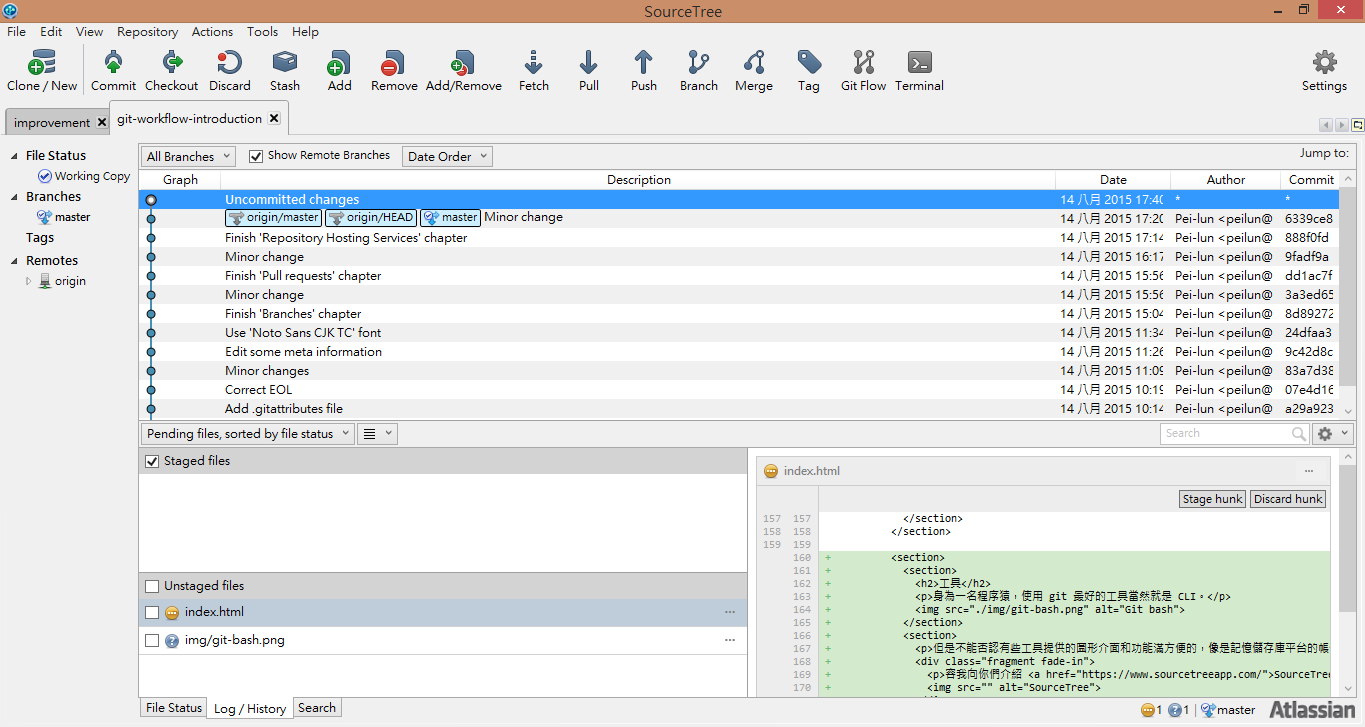 SourceTree
File Edit View Repository Actions Tools Help
Clone / New Commit Checkout Discard Stash Add Remove Add/Remove Fetch Pull Push Branch Merge Tag Git Flow Terminal Settings
improvement git-workflow-introduction
File Status
Working Copy
Branches
master
Tags
Remotes
origin
All Branches Show Remote Branches Date Order Jump to:
Graph Description Date Author Commit
Uncommitted changes 14 八月 2015 17:40 * *
origin/master origin/HEAD master Minor change 14 八月 2015 17:20 Pei-lun <peilun@ 6339ce8
Finish 'Repository Hosting Services' chapter 14 八月 2015 17:14 Pei-lun <peilun@ 888f0fd
Minor change 14 八月 2015 16:17 Pei-lun <peilun@ 9fadf9a
Finish 'Pull requests' chapter 14 八月 2015 15:56 Pei-lun <peilun@ dd1ac7f
Minor change 14 八月 2015 15:56 Pei-lun <peilun@ 3a3ed65
Finish 'Branches' chapter 14 八月 2015 15:04 Pei-lun <peilun@ 8d89272
Use 'Noto Sans CJK TC' font 14 八月 2015 11:34 Pei-lun <peilun@ 24dfaa3
Edit some meta information 14 八月 2015 11:26 Pei-lun <peilun@ 9c42d8c
Minor changes 14 八月 2015 11:09 Pei-lun <peilun@ 83a7d38
Correct EOL 14 八月 2015 10:19 Pei-lun <peilun@ 07e4d16
Add .gitattributes file 14 八月 2015 10:14 Pei-lun <peilun@ a29a923
Pending files, sorted by file status Search
Staged files
Unstaged files
index.html ...
img/git-bash.png ...
index.html ...
Stage hunk Discard hunk
157 157 </section>
158 158 </section>
159 159
160 + <section>
161 + <section>
162 + <h2>工具</h2>
163 + <p>身為一名程序猿，使用 git 最好的工具當然就是 CLI。</p>
164 + <img src="./img/git-bash.png" alt="Git bash">
165 + </section>
166 + <section>
167 + <p>但是不能否認有些工具提供的圖形介面和功能滿方便的，像是記憶儲存庫平台的帳
168 + <div class="fragment fade-in">
169 + <p>容我向你們介紹 <a href="https://www.sourcetreeapp.com/">SourceTree
170 + <img src="" alt="SourceTree">
File Status Log / History Search
1 1 master Atlassian